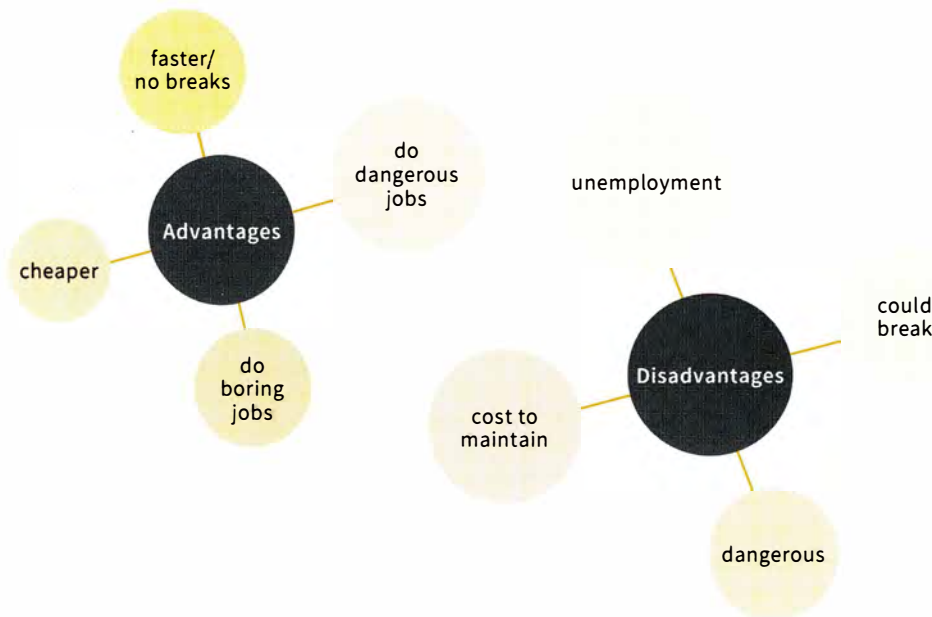 faster/
no breaks
do
dangerous
jobs
Advantages
cheaper
do
boring
jobs
unemployment
could
break
Disadvantages
cost to
maintain
dangerous